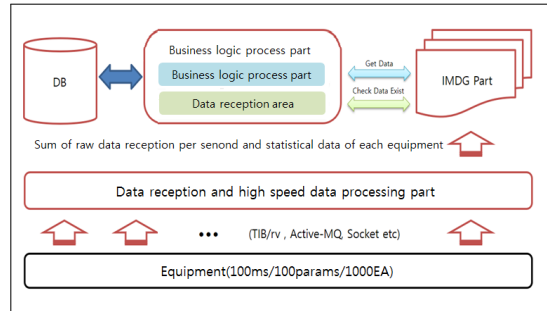 Business logic process part
DB
Business logic process part
Data reception area
Get Data
Check Data Exist
IMDG Part
Sum of raw data reception per senond and statistical data of each equipment
Data reception and high speed data processing part
••• (TIB/rv , Active-MQ, Socket etc)
Equipment(100ms/100params/1000EA)